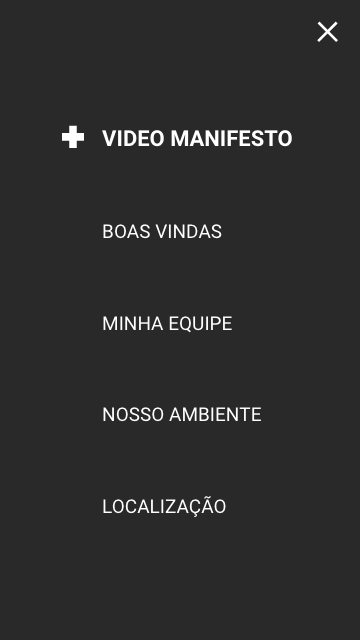 VIDEO MANIFESTO
BOAS VINDAS
MINHA EQUIPE
NOSSO AMBIENTE
LOCALIZAÇÃO